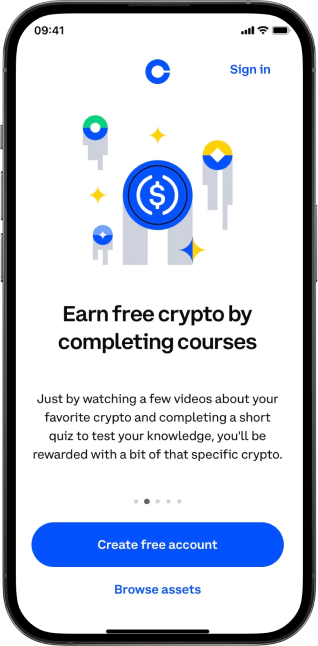 09:41
Sign in
Earn free crypto by
completing courses
Just by watching a few videos about your
favorite crypto and completing a short
quiz to test your knowledge, you'll be
rewarded with a bit of that specific crypto.
Create free account
Browse assets